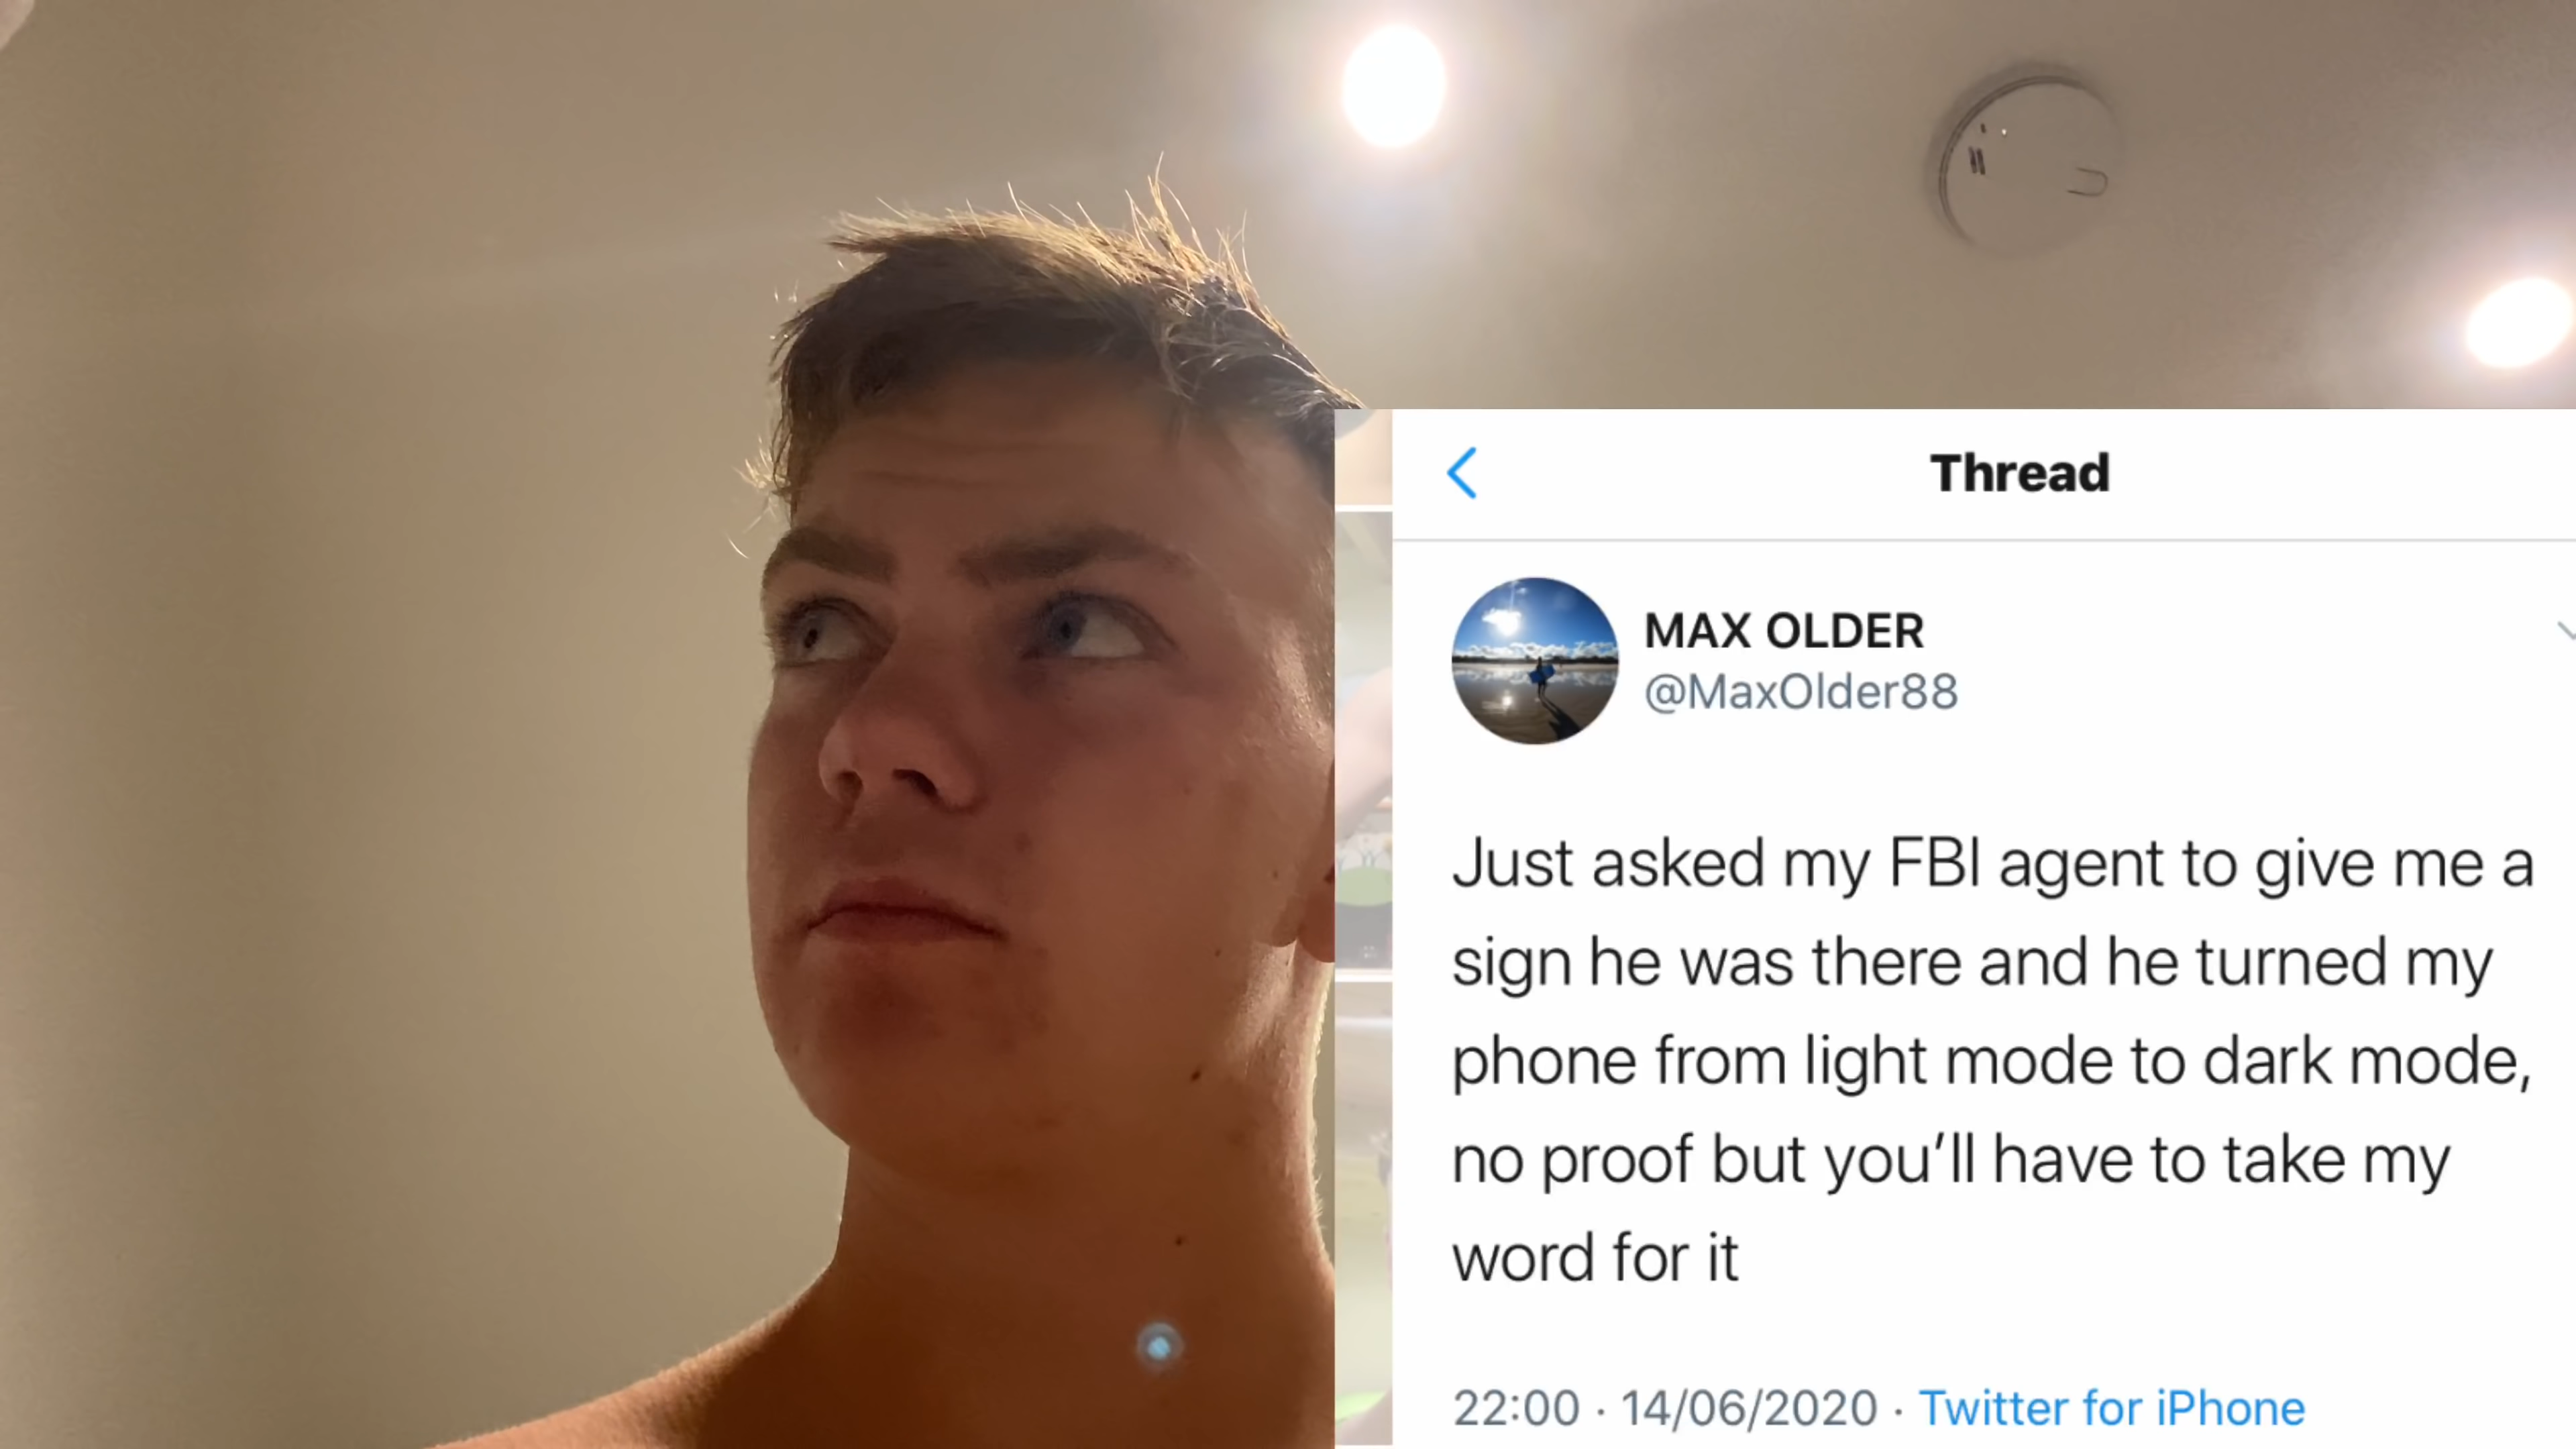 Thread
MAX OLDER
@MaxOlder88
Just asked my FBI agent to give me a
sign he was there and he turned my
phone from light mode to dark mode,
no proof but you’ll have to take my
word for it
22:00 · 14/06/2020 · Twitter for iPhone